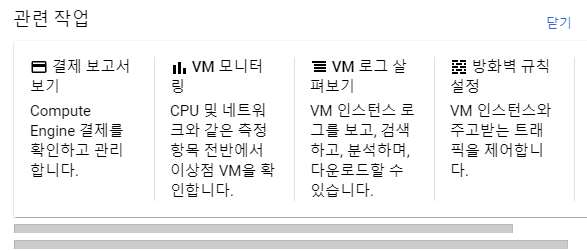 관련 작업
닫기
결제 보고서
보기
Compute
Engine 결제를
확인하고 관리
합니다.
VM 모니터
링
CPU 및 네트워
크와 같은 측정
항목 전반에서
이상점 VM을 확
인합니다.
VM 로그 살
펴보기
VM 인스턴스 로
그를 보고, 검색
하고, 분석하며,
다운로드할 수
있습니다.
방화벽 규칙
설정
VM 인스턴스와
주고받는 트래
픽을 제어합니
다.